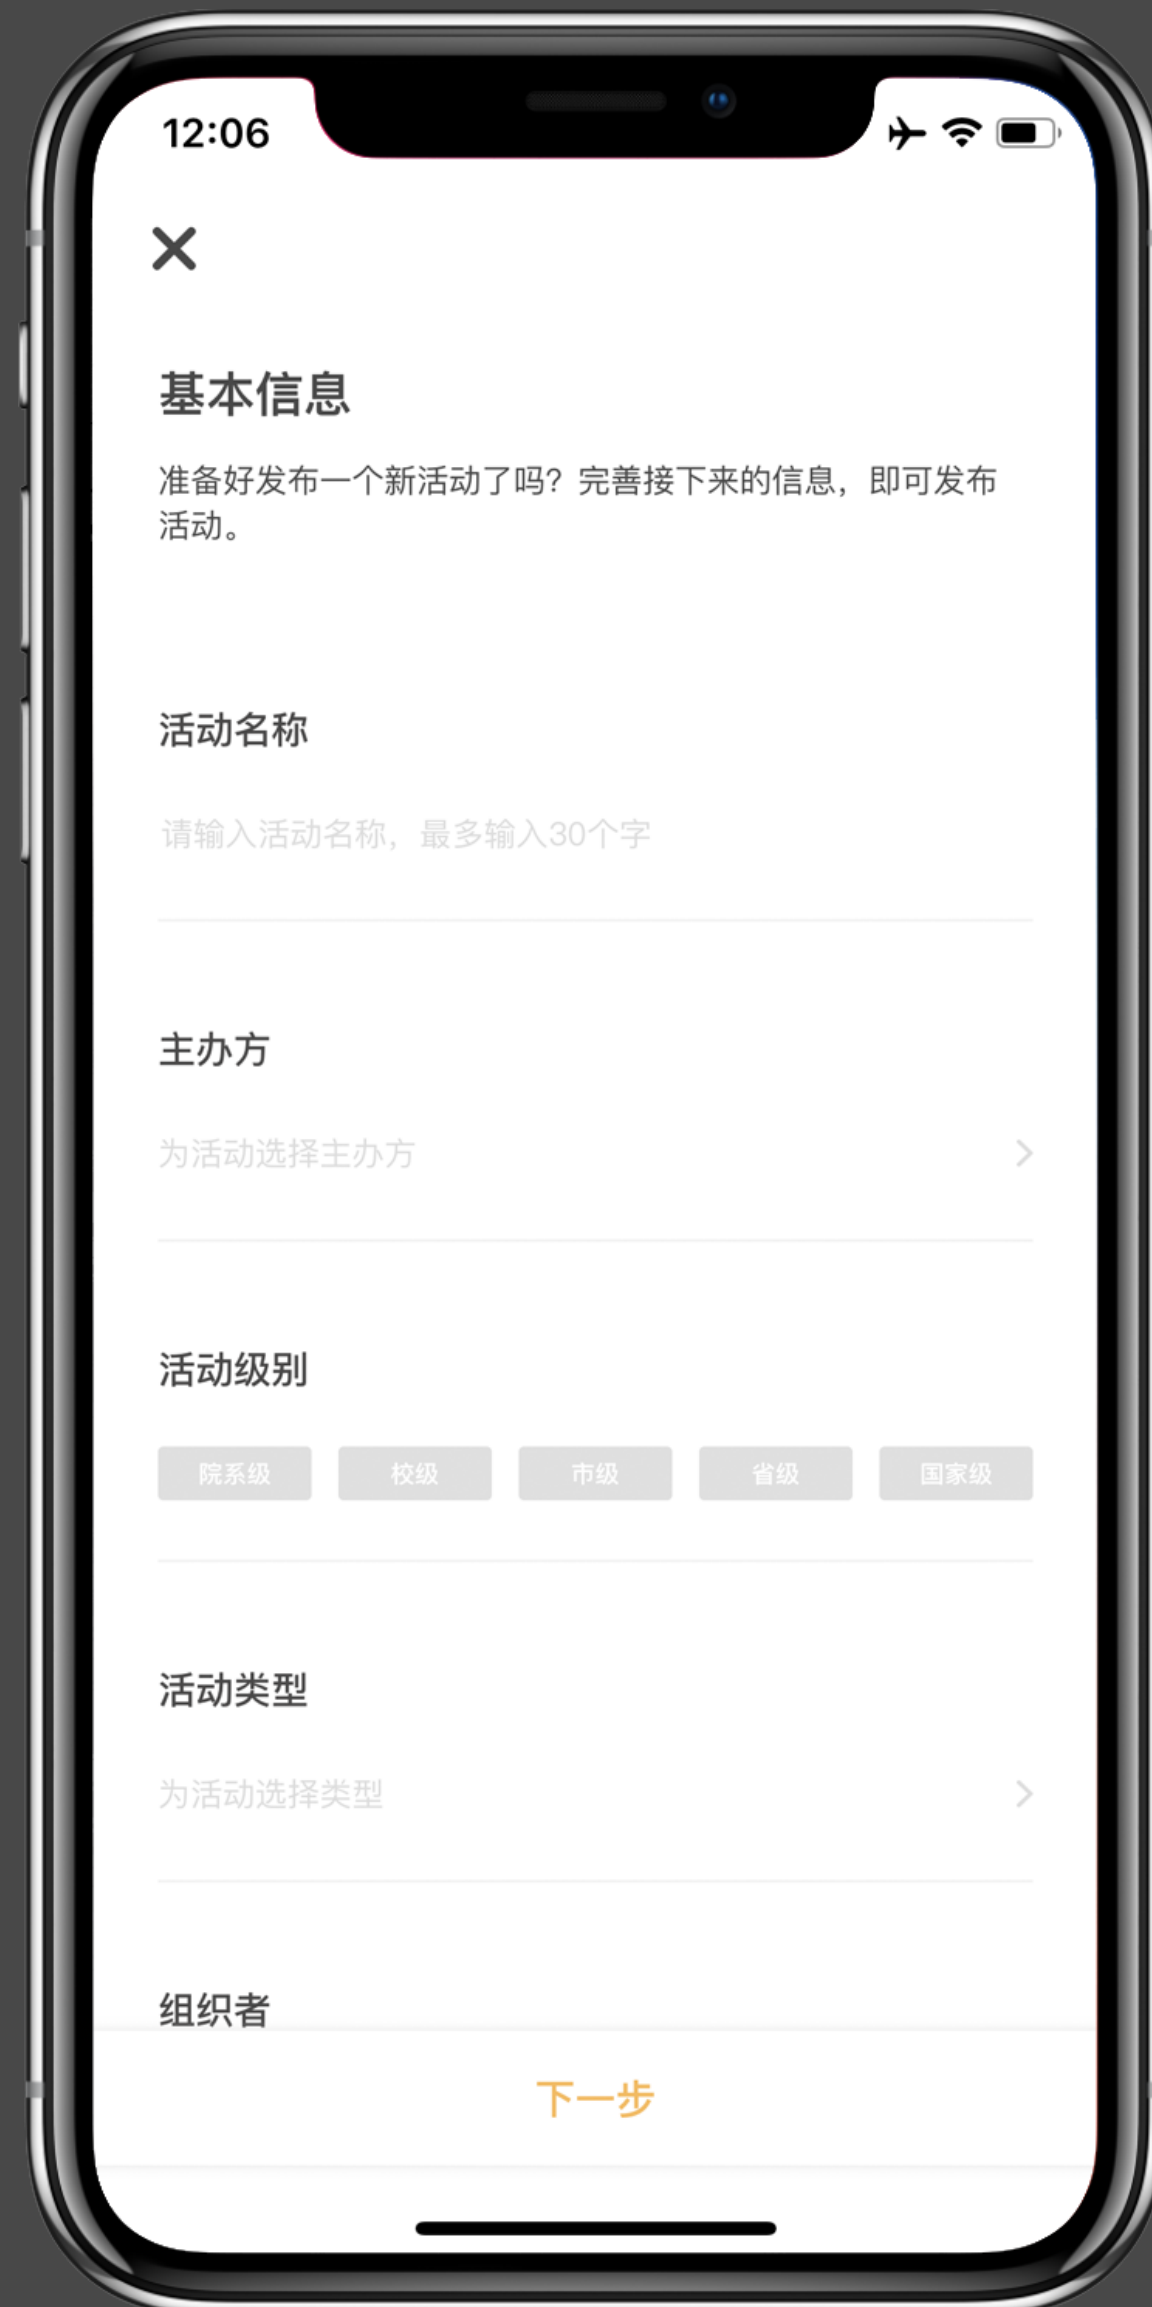 12:06
基本信息
准备好发布一个新活动了吗？完善接下来的信息，即可发布
活动。
活动名称
请输入活动名称，最多输入30个字
主办方
为活动选择主办方
活动级别
院系级 校级 市级 省级 国家级
活动类型
为活动选择类型
组织者
下一步